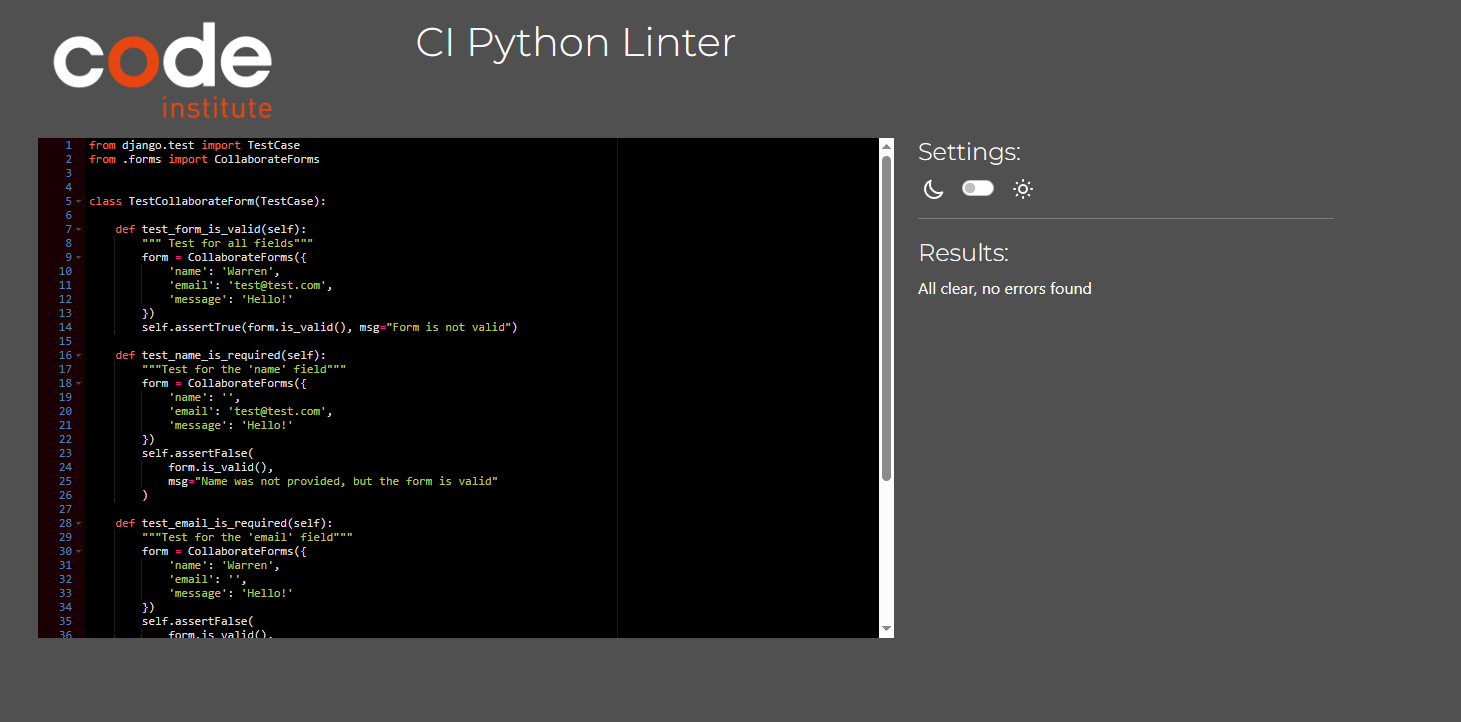 code
institute
CI Python Linter
1 from django.test import TestCase
2 from .forms import CollaborateForms
3
4
5 class TestCollaborateForm(TestCase):
6
7     def test_form_is_valid(self):
8         """ Test for all fields"""
9         form = CollaborateForms({
10             'name': 'Warren',
11             'email': 'test@test.com',
12             'message': 'Hello!'
13         })
14         self.assertTrue(form.is_valid(), msg="Form is not valid")
15
16     def test_name_is_required(self):
17         """Test for the 'name' field"""
18         form = CollaborateForms({
19             'name': '',
20             'email': 'test@test.com',
21             'message': 'Hello!'
22         })
23         self.assertFalse(
24             form.is_valid(),
25             msg="Name was not provided, but the form is valid"
26         )
27
28     def test_email_is_required(self):
29         """Test for the 'email' field"""
30         form = CollaborateForms({
31             'name': 'Warren',
32             'email': '',
33             'message': 'Hello!'
34         })
35         self.assertFalse(
36             form.is_valid(),
Settings:
Results:
All clear, no errors found